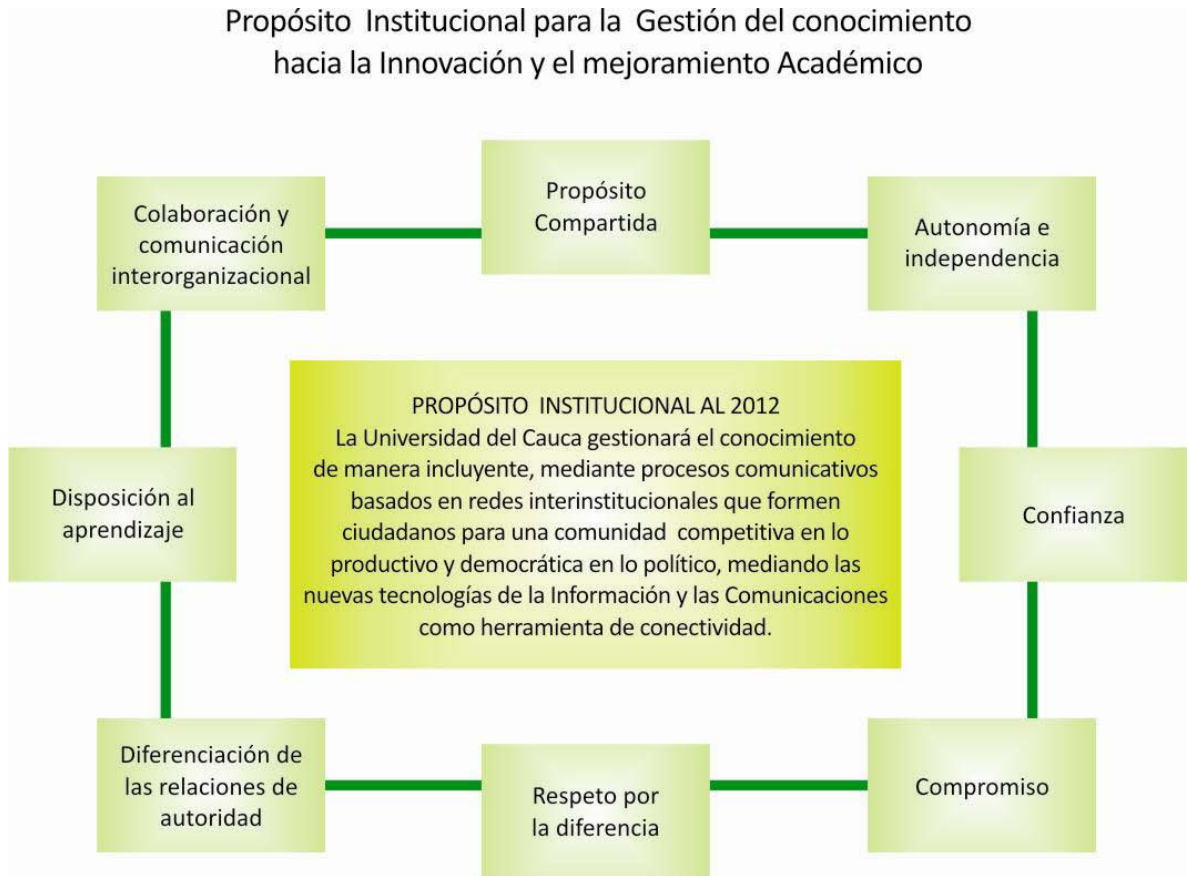 Propósito Institucional para la Gestión del conocimiento
hacia la Innovación y el mejoramiento Académico
Colaboración y
comunicación
interorganizacional
Propósito
Compartida
Autonomía e
independencia
Disposición al
aprendizaje
PROPÓSITO INSTITUCIONAL AL 2012
La Universidad del Cauca gestionará el conocimiento
de manera incluyente, mediante procesos comunicativos
basados en redes interinstitucionales que formen
ciudadanos para una comunidad competitiva en lo
productivo y democrática en lo político, mediando las
nuevas tecnologías de la Información y las Comunicaciones
como herramienta de conectividad.
Confianza
Diferenciación de
las relaciones de
autoridad
Respeto por
la diferencia
Compromiso